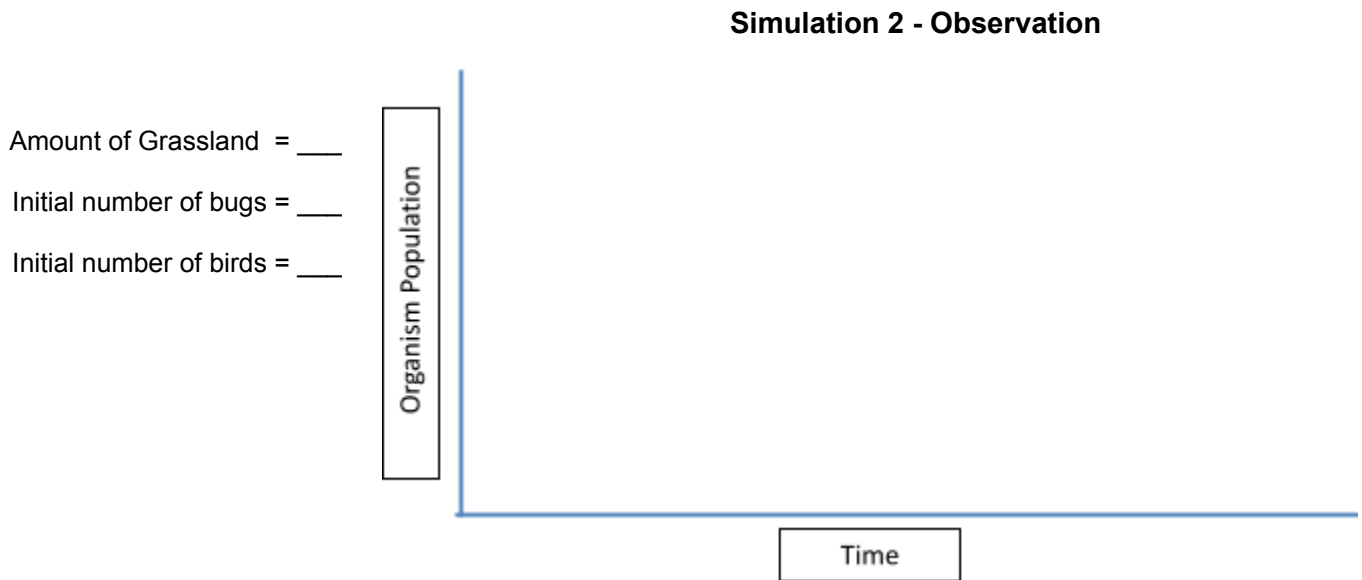 Simulation 2 - Observation
Amount of Grassland = ___
Initial number of bugs = ___
Initial number of birds = ___
Organism Population
Time